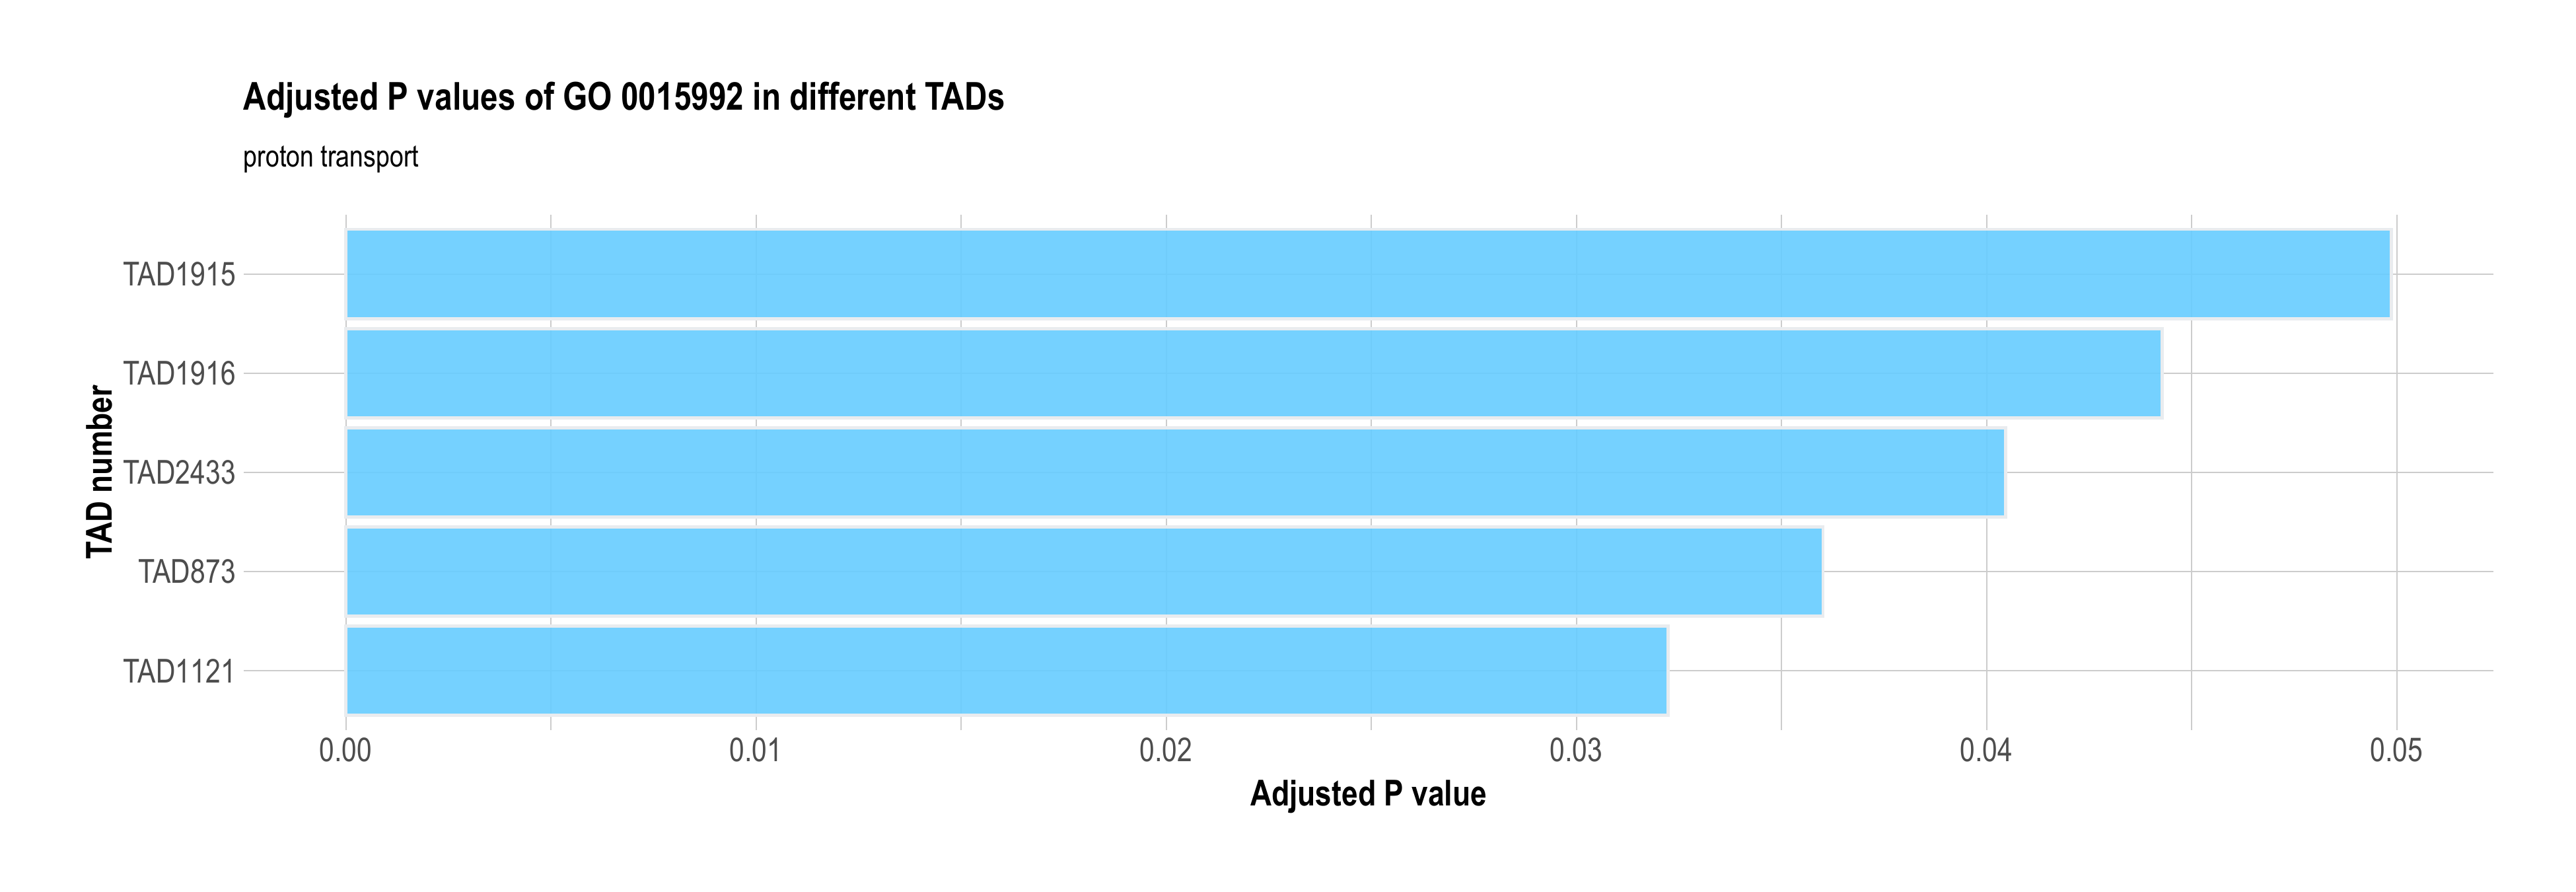 Adjusted P values of GO 0015992 in different TADs
proton transport
TAD number
TAD1915
TAD1916
TAD2433
TAD873
TAD1121
0.00 0.01 0.02 0.03 0.04 0.05
Adjusted P value